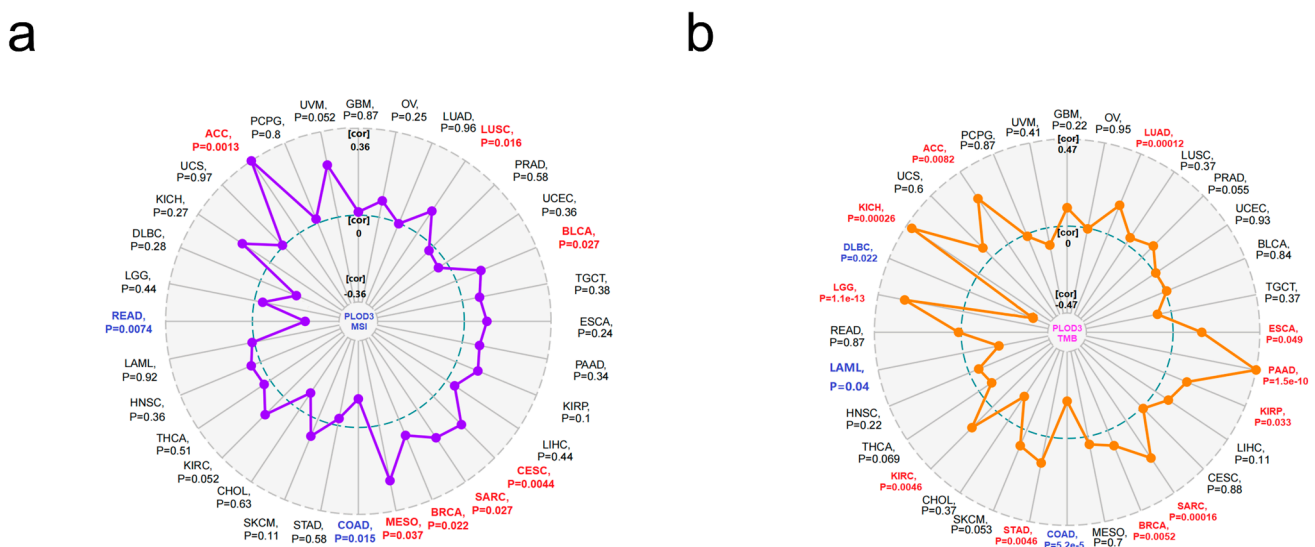 a
GBM,
P=0.87
OV,
P=0.25
LUAD,
P=0.96
LUSC,
P=0.016
PRAD,
P=0.58
UCEC,
P=0.36
BLCA,
P=0.027
TGCT,
P=0.38
ESCA,
P=0.24
PAAD,
P=0.34
KIRP,
P=0.1
LIHC,
P=0.44
CESC,
P=0.0044
SARC,
P=0.027
BRCA,
P=0.022
MESO,
P=0.037
COAD,
P=0.015
STAD,
P=0.58
SKCM,
P=0.11
CHOL,
P=0.63
KIRC,
P=0.052
THCA,
P=0.51
HNSC,
P=0.36
LAML,
P=0.92
READ,
P=0.0074
LGG,
P=0.44
DLBC,
P=0.28
KICH,
P=0.27
UCS,
P=0.97
ACC,
P=0.0013
PCPG,
P=0.8
UVM,
P=0.052
[cor]
0.36
[cor]
0
[cor]
-0.36
PLOD3
MSI
b
GBM,
P=0.22
OV,
P=0.95
LUAD,
P=0.00012
LUSC,
P=0.37
PRAD,
P=0.055
UCEC,
P=0.93
BLCA,
P=0.84
TGCT,
P=0.37
ESCA,
P=0.049
PAAD,
P=1.5e-10
KIRP,
P=0.033
LIHC,
P=0.11
CESC,
P=0.88
SARC,
P=0.00016
BRCA,
P=0.0052
MESO,
P=0.7
COAD,
P=5.2e-5
STAD,
P=0.0046
SKCM,
P=0.053
CHOL,
P=0.37
KIRC,
P=0.0046
THCA,
P=0.069
HNSC,
P=0.22
LAML,
P=0.04
READ,
P=0.87
LGG,
P=1.1e-13
DLBC,
P=0.022
KICH,
P=0.00026
UCS,
P=0.6
ACC,
P=0.0082
PCPG,
P=0.87
UVM,
P=0.41
[cor]
0.47
[cor]
0
[cor]
-0.47
PLOD3
TMB